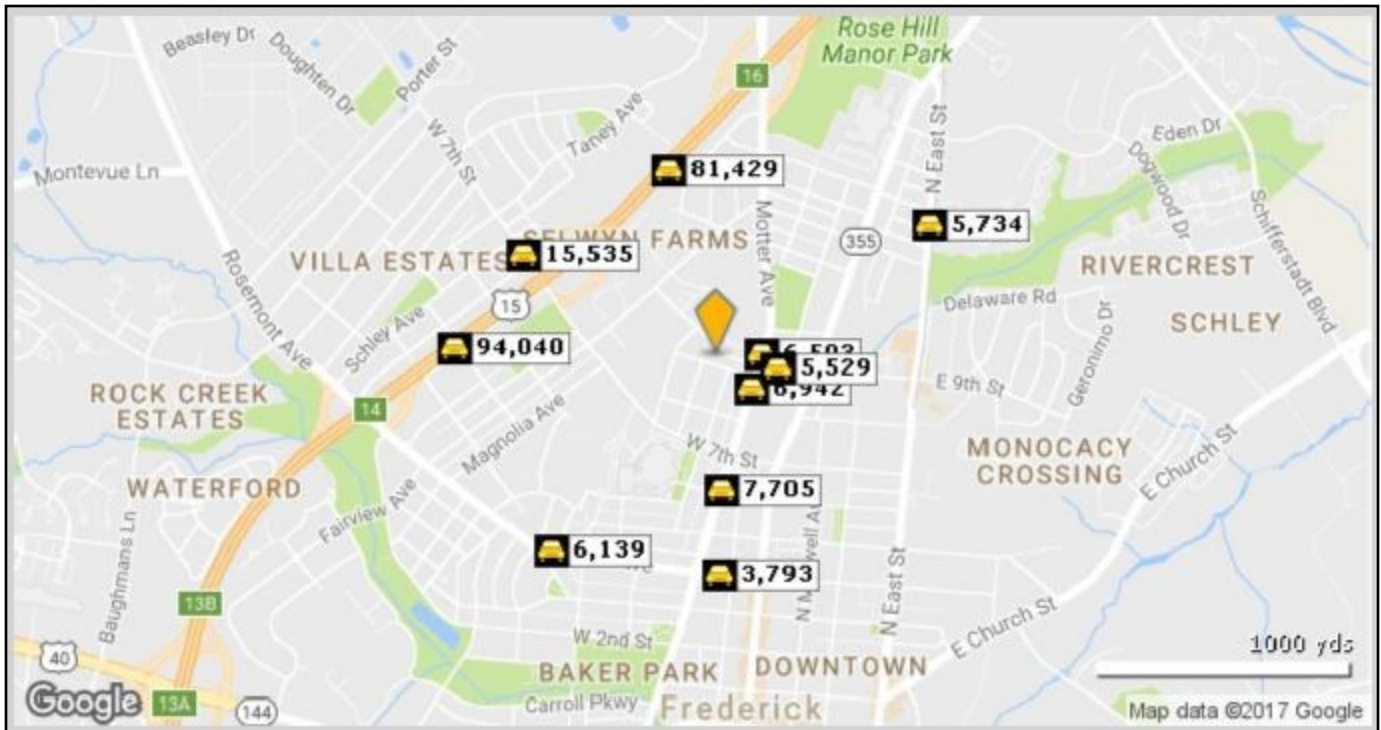 Beasley Dr
Doughten Dr
Porter St
16
Rose Hill
Manor Park
W 7th St
Taney Ave
Montevue Ln
81,429
N East St
Eden Dr
Dogwood Dr
Schifferstadt Blvd
Motter Ave
5,734
355
15,535
SELWYN FARMS
VILLA ESTATES
RIVERCREST
Rosemont Ave
15
Schley Ave
Delaware Rd
SCHLEY
Geronimo Dr
94,040
6,503
5,529
6,942
E 9th St
ROCK CREEK
ESTATES
14
Magnolia Ave
W 7th St
MONOCACY
CROSSING
E Church St
WATERFORD
Fairview Ave
7,705
Baughmans Ln
6,139
Ave
3,793
N East St
13B
W 2nd St
E Church St
1000 yds
40
BAKER PARK
DOWNTOWN
Google
13A
144
Carroll Pkwy
Frederick
Map data ©2017 Google